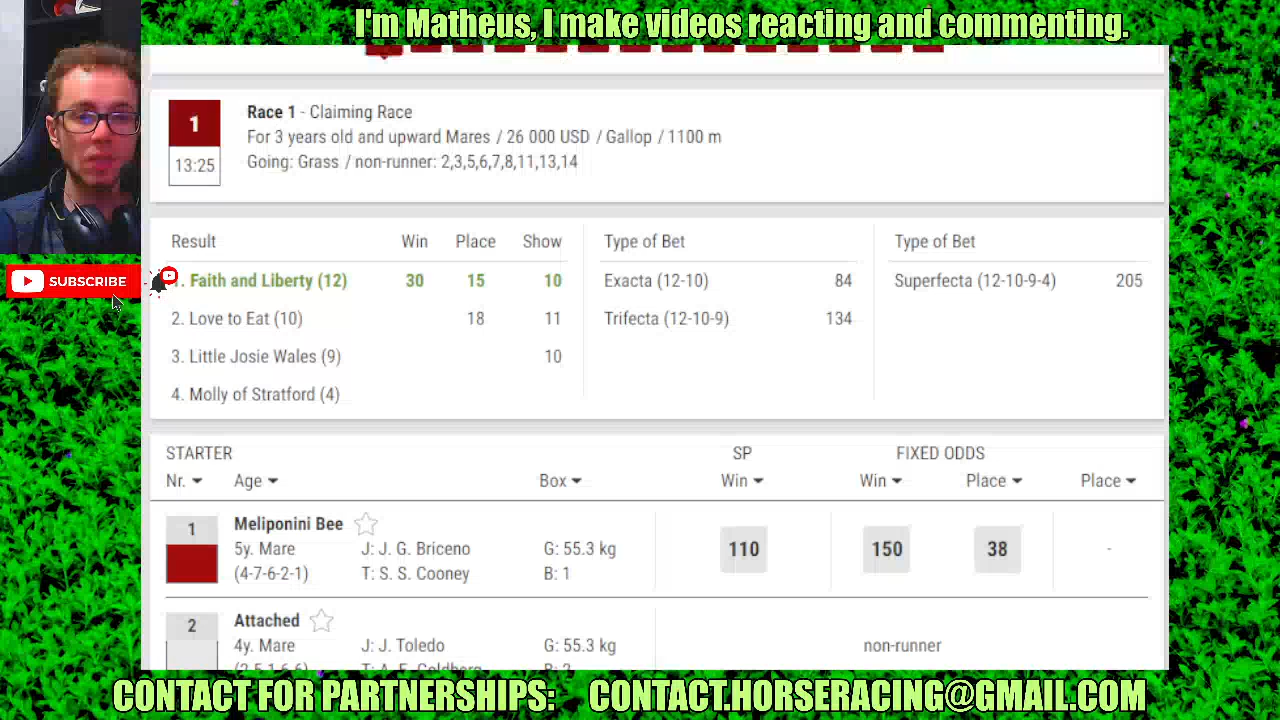 I'm Matheus, I make videos reacting and commenting.
1
13:25
Race 1 - Claiming Race
For 3 years old and upward Mares / 26 000 USD / Gallop / 1100 m
Going: Grass / non-runner: 2,3,5,6,7,8,11,13,14
Result Win Place Show
1. Faith and Liberty (12) 30 15 10
2. Love to Eat (10) 18 11
3. Little Josie Wales (9) 10
4. Molly of Stratford (4)
Type of Bet
Exacta (12-10) 84
Trifecta (12-10-9) 134
Type of Bet
Superfecta (12-10-9-4) 205
SUBSCRIBE
STARTER SP FIXED ODDS
Nr. Age Box Win Win Place Place
1 Meliponini Bee
5y. Mare J: J. G. Briceno G: 55.3 kg 110 150 38 -
(4-7-6-2-1) T: S. S. Cooney B: 1
2 Attached
4y. Mare J: J. Toledo G: 55.3 kg non-runner
CONTACT FOR PARTNERSHIPS: CONTACT.HORSERACING@GMAIL.COM